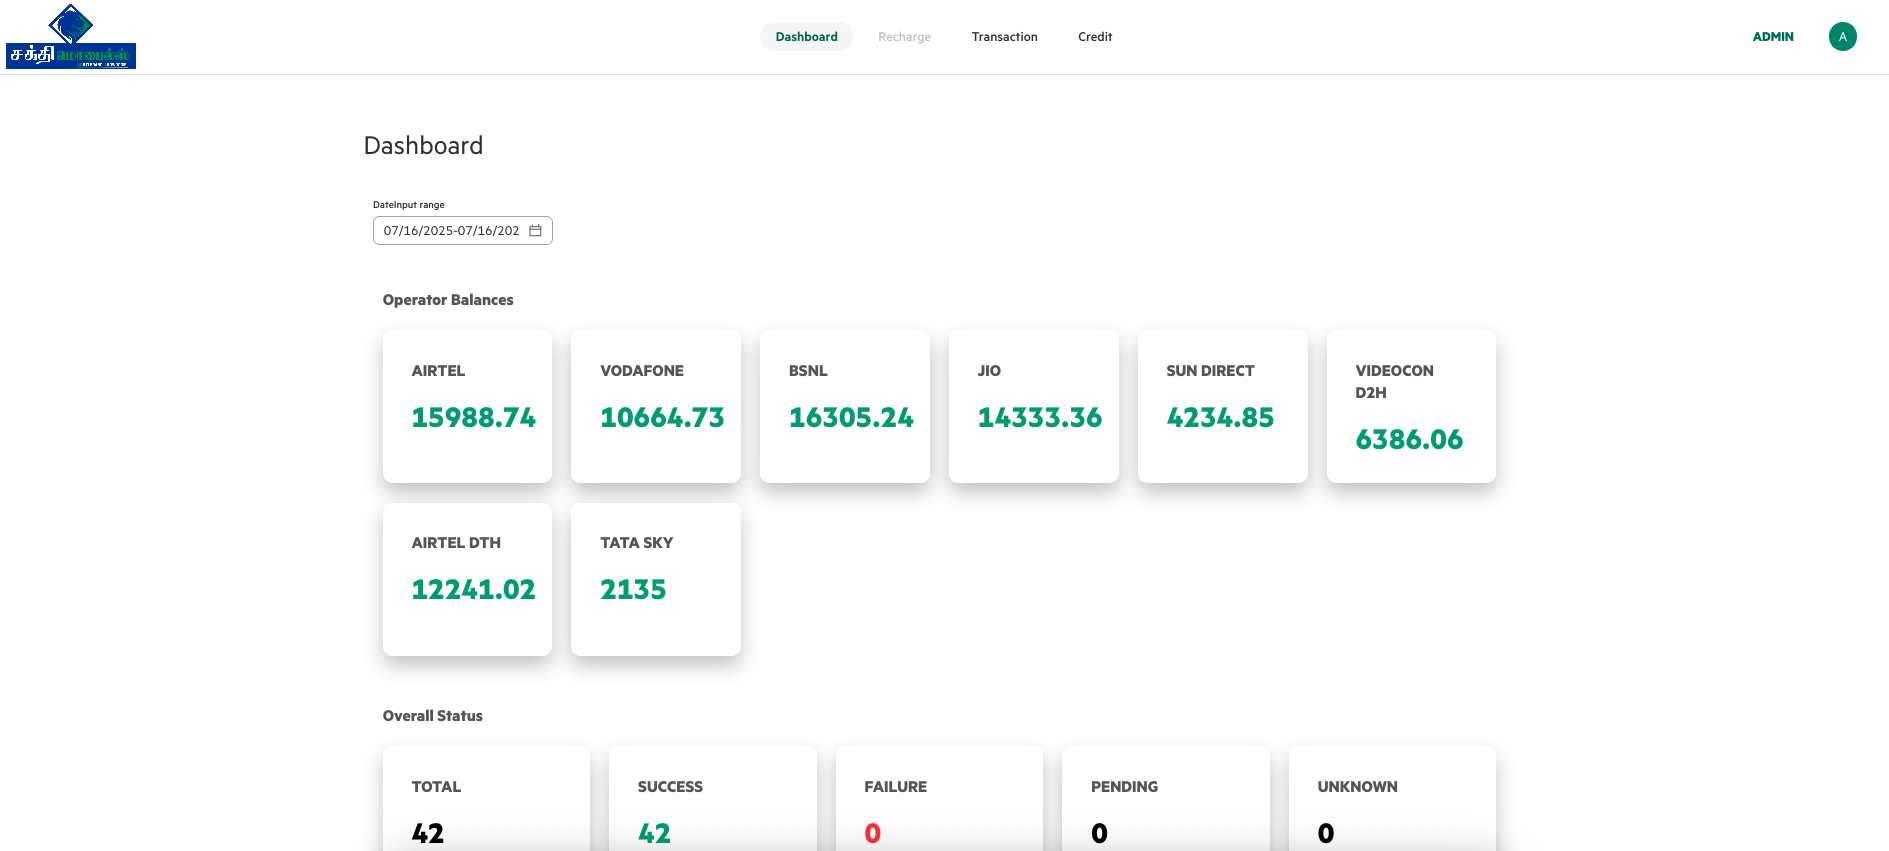 சக்தி மொபைல்ஸ்
Dashboard
Recharge
Transaction
Credit
ADMIN
A
Dashboard
DateInput range
07/16/2025-07/16/202
Operator Balances
AIRTEL
15988.74
VODAFONE
10664.73
BSNL
16305.24
JIO
14333.36
SUN DIRECT
4234.85
VIDEOCON
D2H
6386.06
AIRTEL DTH
12241.02
TATA SKY
2135
Overall Status
TOTAL
42
SUCCESS
42
FAILURE
0
PENDING
0
UNKNOWN
0